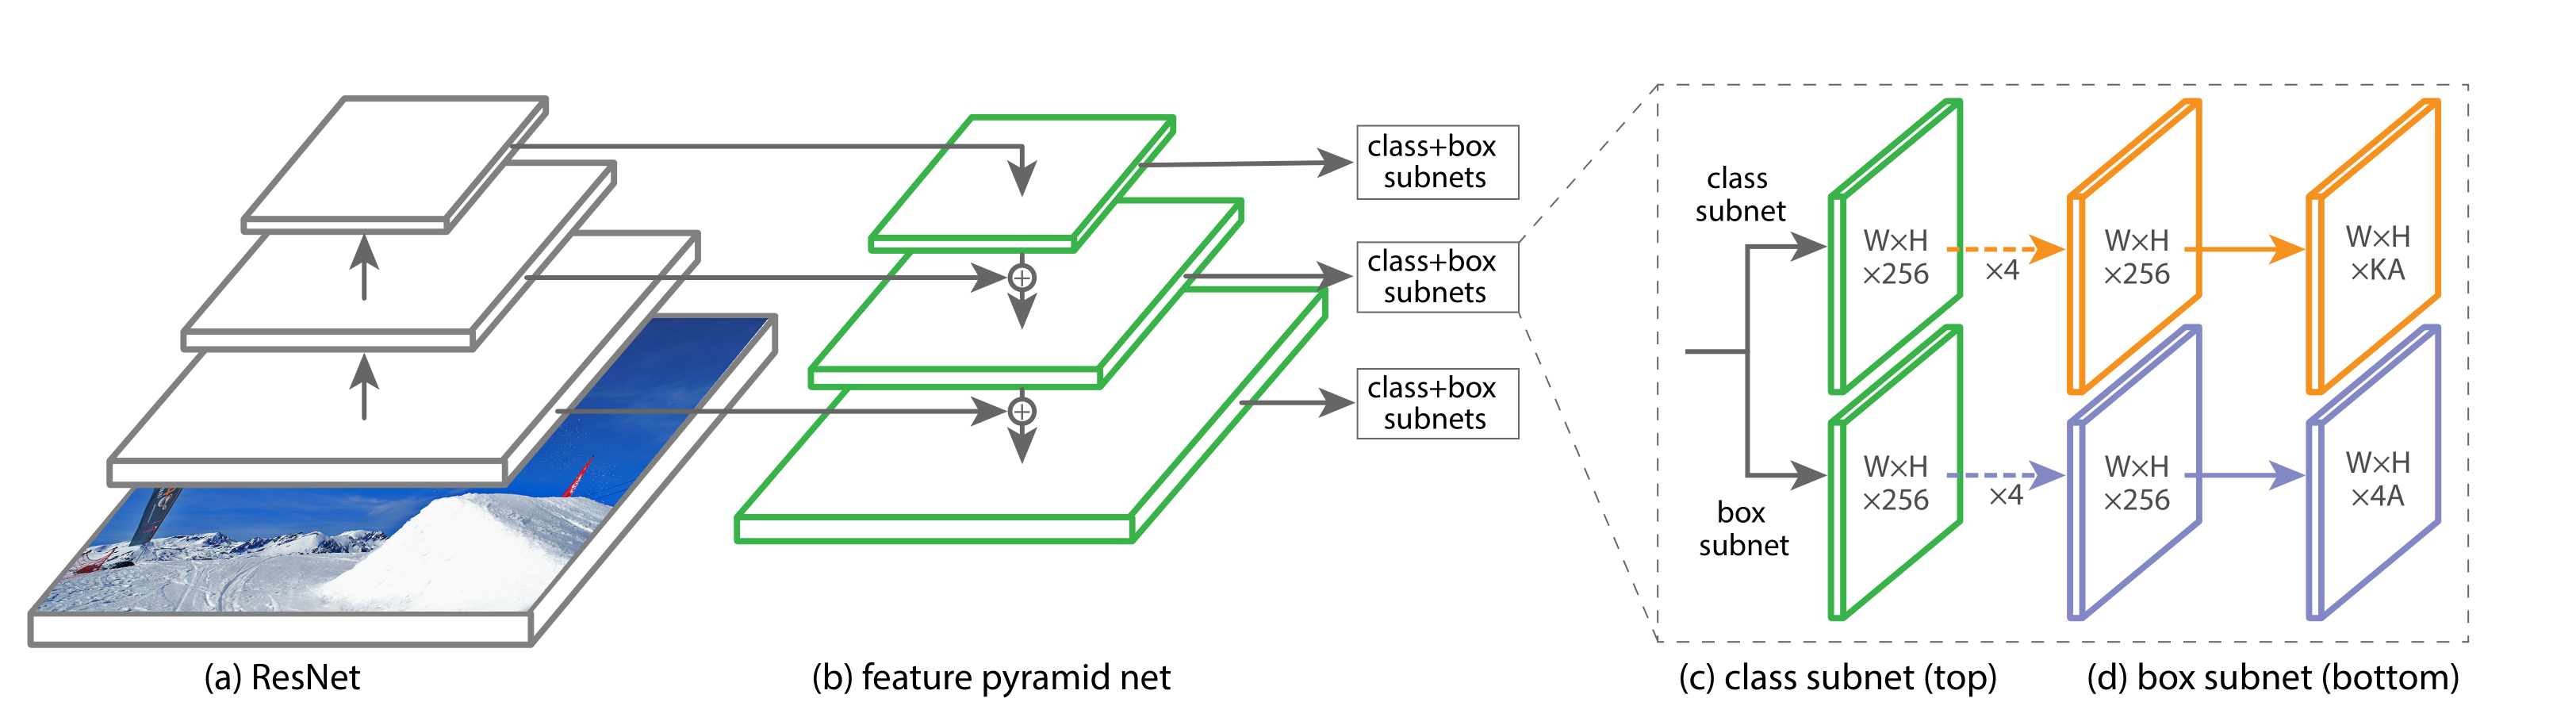 class+box
subnets
class+box
subnets
class+box
subnets
class
subnet
W×H
×256
×4
W×H
×256
W×H
×KA
box
subnet
W×H
×256
×4
W×H
×256
W×H
×4A
(a) ResNet
(b) feature pyramid net
(c) class subnet (top)
(d) box subnet (bottom)